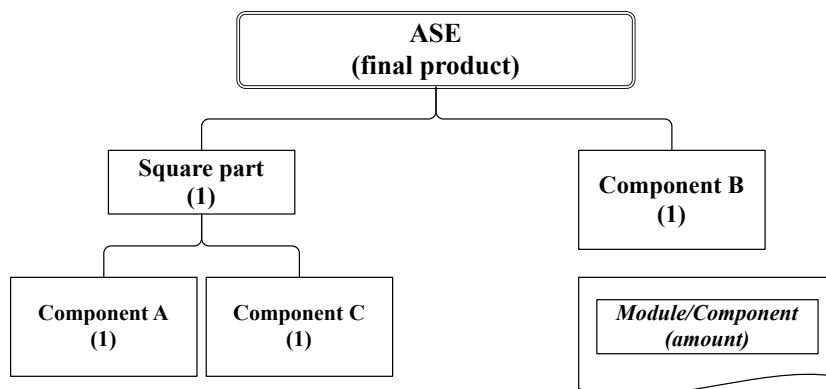 ASE
(final product)
Square part
(1)
Component B
(1)
Component A
(1)
Component C
(1)
Module/Component
(amount)